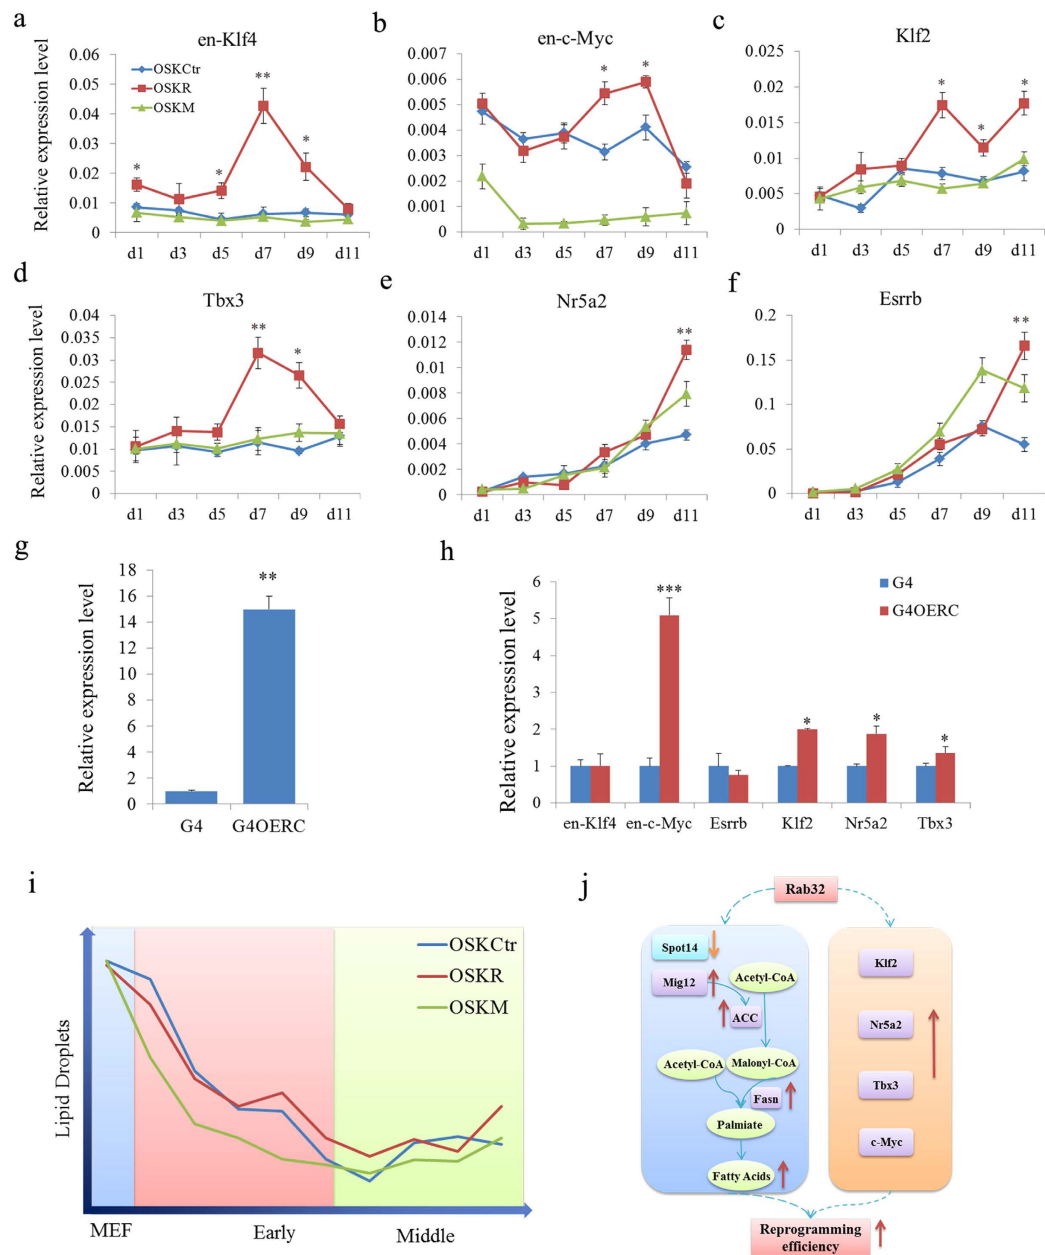 a
en-Klf4
Relative expression level
0.06
0.05
0.04
0.03
0.02
0.01
0
OSKCtr
OSKR
OSKM
*
*
**
*
d1 d3 d5 d7 d9 d11
b
en-c-Myc
0.007
0.006
0.005
0.004
0.003
0.002
0.001
0
* *
d1 d3 d5 d7 d9 d11
c
Klf2
0.025
0.02
0.015
0.01
0.005
0
* * *
d1 d3 d5 d7 d9 d11
d
Tbx3
Relative expression level
0.04
0.035
0.03
0.025
0.02
0.015
0.01
0.005
0
** *
d1 d3 d5 d7 d9 d11
e
Nr5a2
0.014
0.012
0.01
0.008
0.006
0.004
0.002
0
**
d1 d3 d5 d7 d9 d11
f
Esrrb
0.2
0.15
0.1
0.05
0
**
d1 d3 d5 d7 d9 d11
g
Relative expression level
18
16
14
12
10
8
6
4
2
0
**
G4 G4OERC
h
Relative expression level
6
5
4
3
2
1
0
G4
G4OERC
*** * * *
en-Klf4 en-c-Myc Esrrb Klf2 Nr5a2 Tbx3
i
Lipid Droplets
OSKCtr
OSKR
OSKM
MEF Early Middle
j
Rab32
Spot14
Mig12
Acetyl-CoA
ACC
Acetyl-CoA Malonyl-CoA
Fasn
Palmiate
Fatty Acids
Klf2
Nr5a2
Tbx3
c-Myc
Reprogramming
efficiency